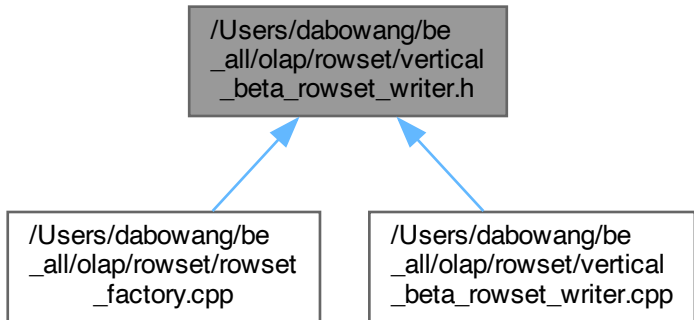 /Users/dabowang/be
_all/olap/rowset/vertical
_beta_rowset_writer.h
/Users/dabowang/be
_all/olap/rowset/rowset
_factory.cpp
/Users/dabowang/be
_all/olap/rowset/vertical
_beta_rowset_writer.cpp